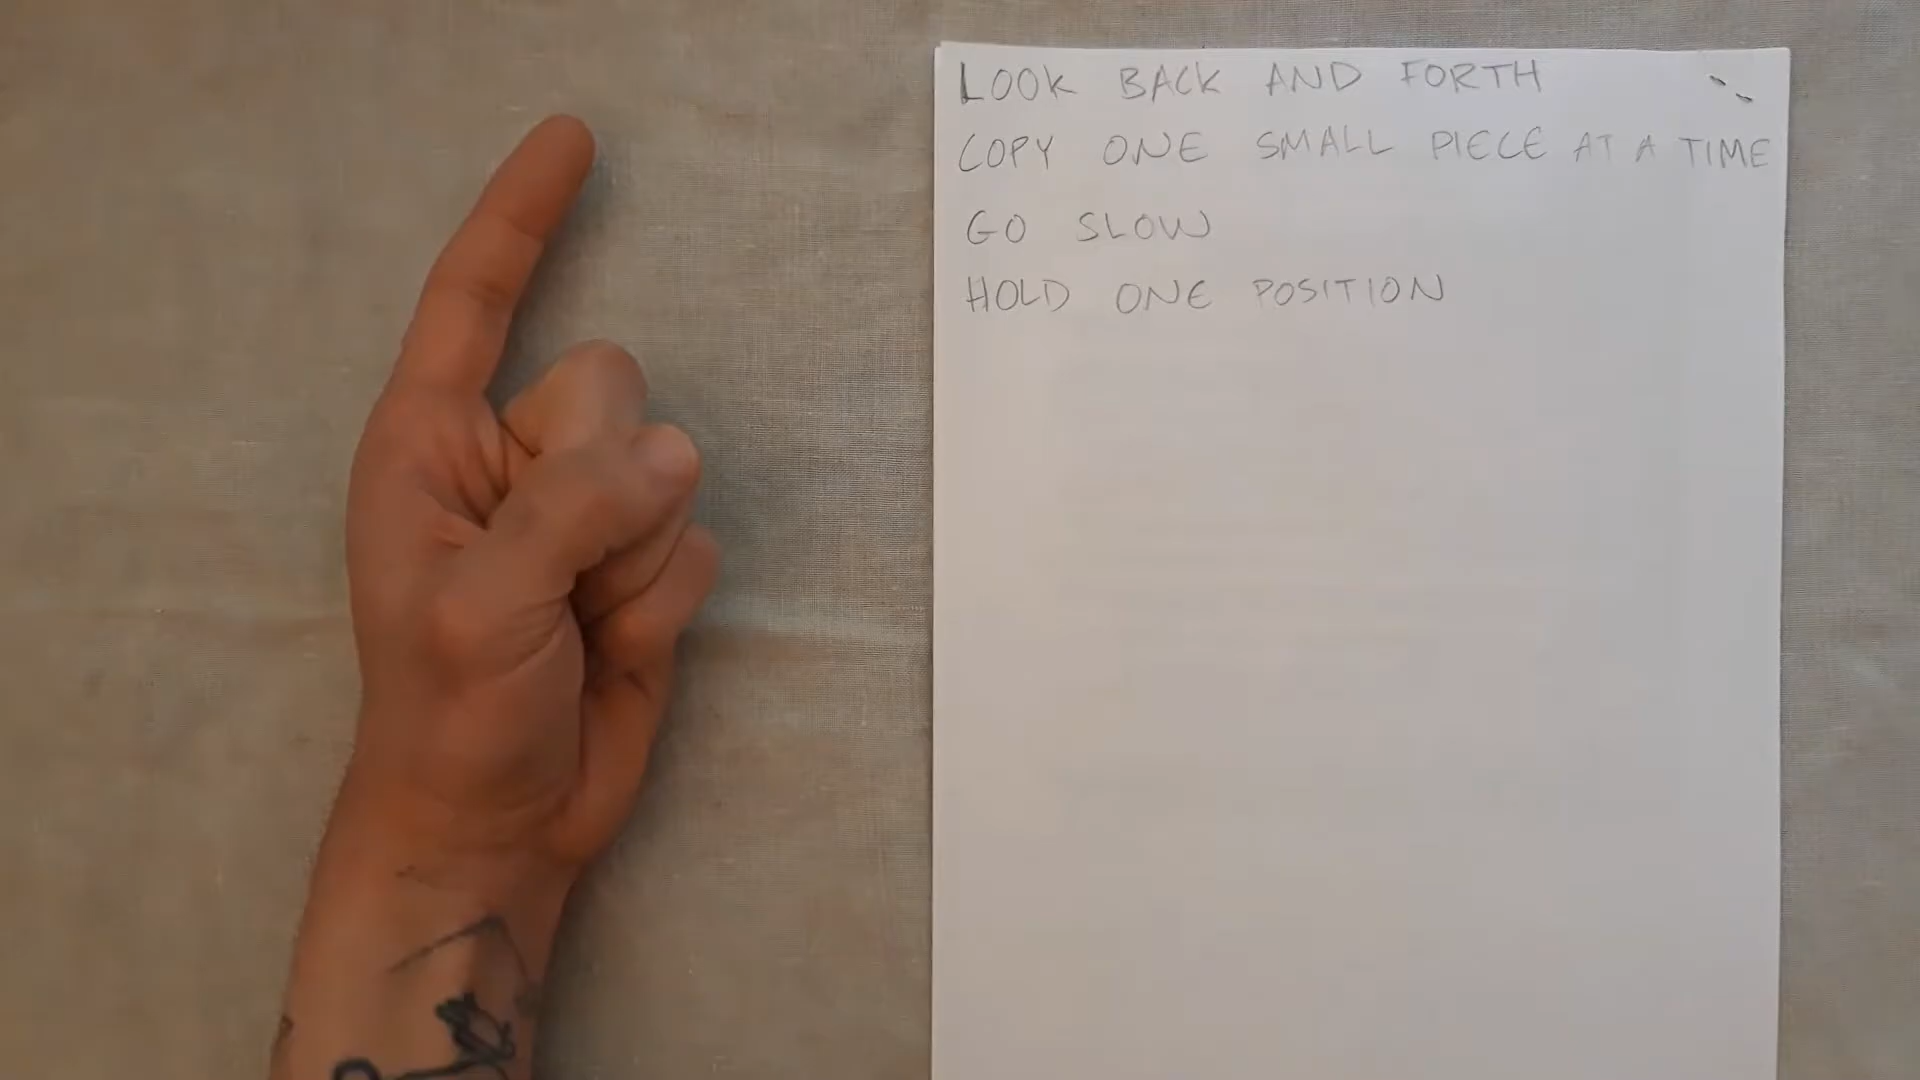 LOOK BACK AND FORTH
COPY ONE SMALL PIECE AT A TIME
GO SLOW
HOLD ONE POSITION